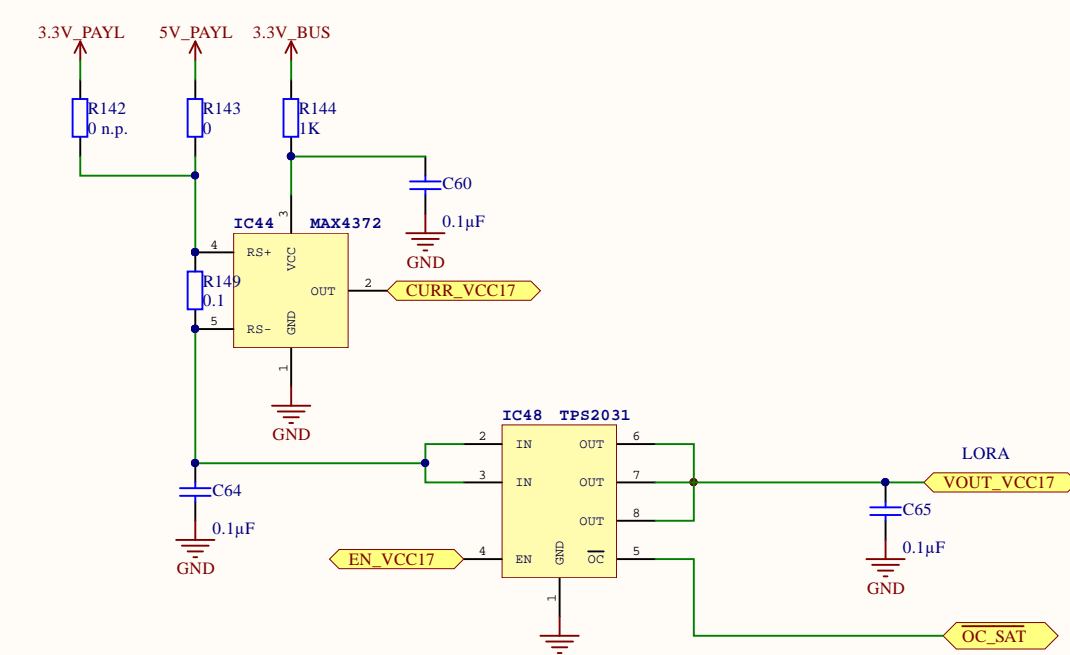 3.3V_PAYL 5V_PAYL 3.3V_BUS
R142 R143 R144
0 n.p. 0 1K
C60
0.1µF
GND
IC44 MAX4372
3
4 RS+ VCC
R149
0.1
OUT 2 CURR_VCC17
5 RS- GND
1
GND
IC48 TPS2031
2 IN OUT 6
LORA
3 IN OUT 7 VOUT_VCC17
C64
0.1µF
GND
OUT 8
C65
0.1µF
GND
EN_VCC17 4 EN GND OC 5
1
OC_SAT